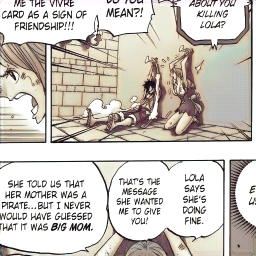 ME THE VIVRE
CARD AS A SIGN OF
FRIENDSHIP!!!
DO YOU
MEAN?!
ABOUT YOU
KILLING
LOLA?
SHE TOLD US THAT
HER MOTHER WAS A
PIRATE...BUT I NEVER
WOULD HAVE GUESSED
THAT IT WAS BIG MOM.
THAT'S THE
MESSAGE
SHE WANTED
ME TO
GIVE YOU!
LOLA
SAYS
SHE'S
DOING
FINE.